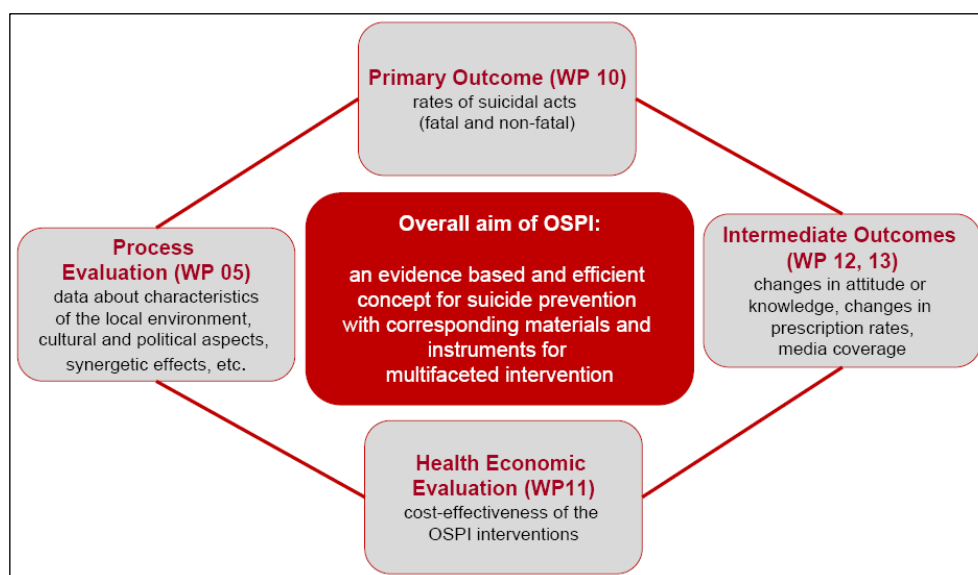 Primary Outcome (WP 10)
rates of suicidal acts
(fatal and non-fatal)
Process
Evaluation (WP 05)
data about characteristics
of the local environment,
cultural and political aspects,
synergetic effects, etc.
Overall aim of OSPI:
an evidence based and efficient
concept for suicide prevention
with corresponding materials and
instruments for
multifaceted intervention
Intermediate Outcomes
(WP 12, 13)
changes in attitude or
knowledge, changes in
prescription rates,
media coverage
Health Economic
Evaluation (WP11)
cost-effectiveness of the
OSPI interventions